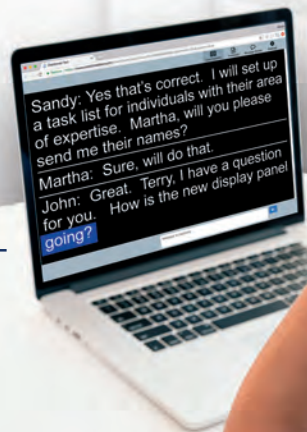 Sandy: Yes that's correct.  I will set up
a task list for individuals with their area
of expertise.  Martha, will you please
send me their names?
Martha:  Sure, will do that.
John:  Great.  Terry, I have a question
for you.  How is the new display panel
going?